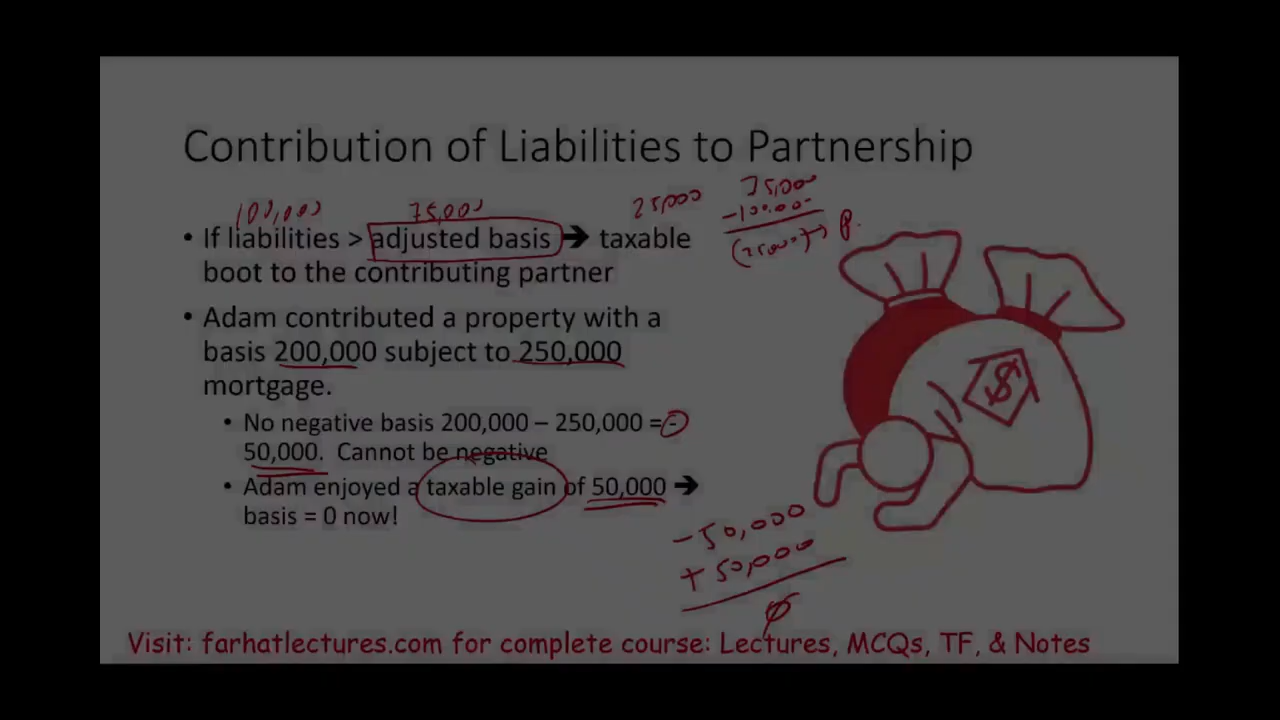 Contribution of Liabilities to Partnership
100,000 75,000 25,000 75,000
-100,000
• If liabilities > adjusted basis → taxable
boot to the contributing partner
• Adam contributed a property with a
basis 200,000 subject to 250,000
mortgage.
• No negative basis 200,000 – 250,000 = -
50,000. Cannot be negative
• Adam enjoyed a taxable gain of 50,000 →
basis = 0 now!
-50,000
+50,000
0
$
Visit: farhatlectures.com for complete course: Lectures, MCQs, TF, & Notes